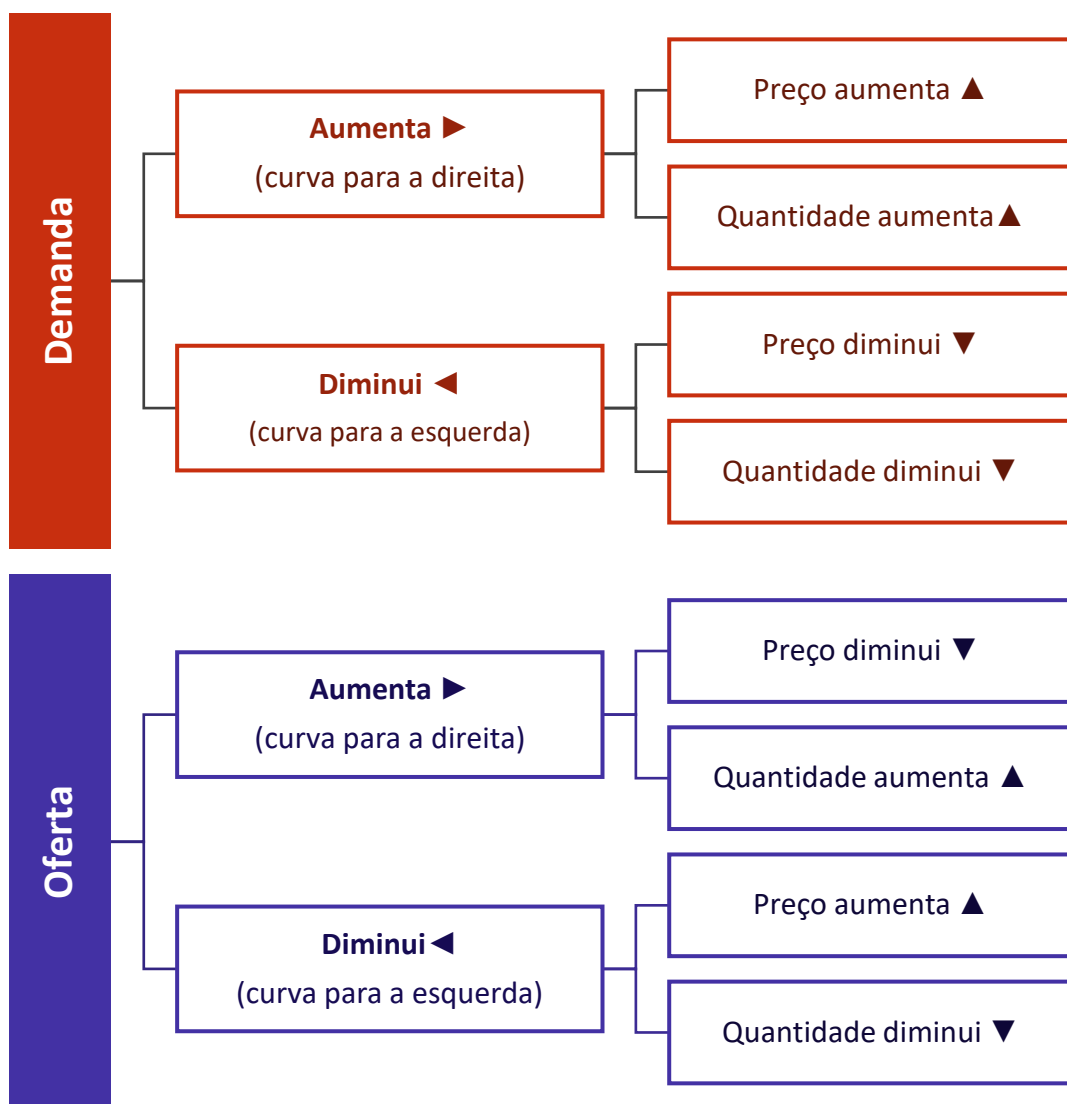 Demanda
Aumenta ►
(curva para a direita)
Preço aumenta ▲
Quantidade aumenta▲
Diminui ◄
(curva para a esquerda)
Preço diminui ▼
Quantidade diminui ▼
Oferta
Aumenta ►
(curva para a direita)
Preço diminui ▼
Quantidade aumenta ▲
Diminui◄
(curva para a esquerda)
Preço aumenta ▲
Quantidade diminui ▼